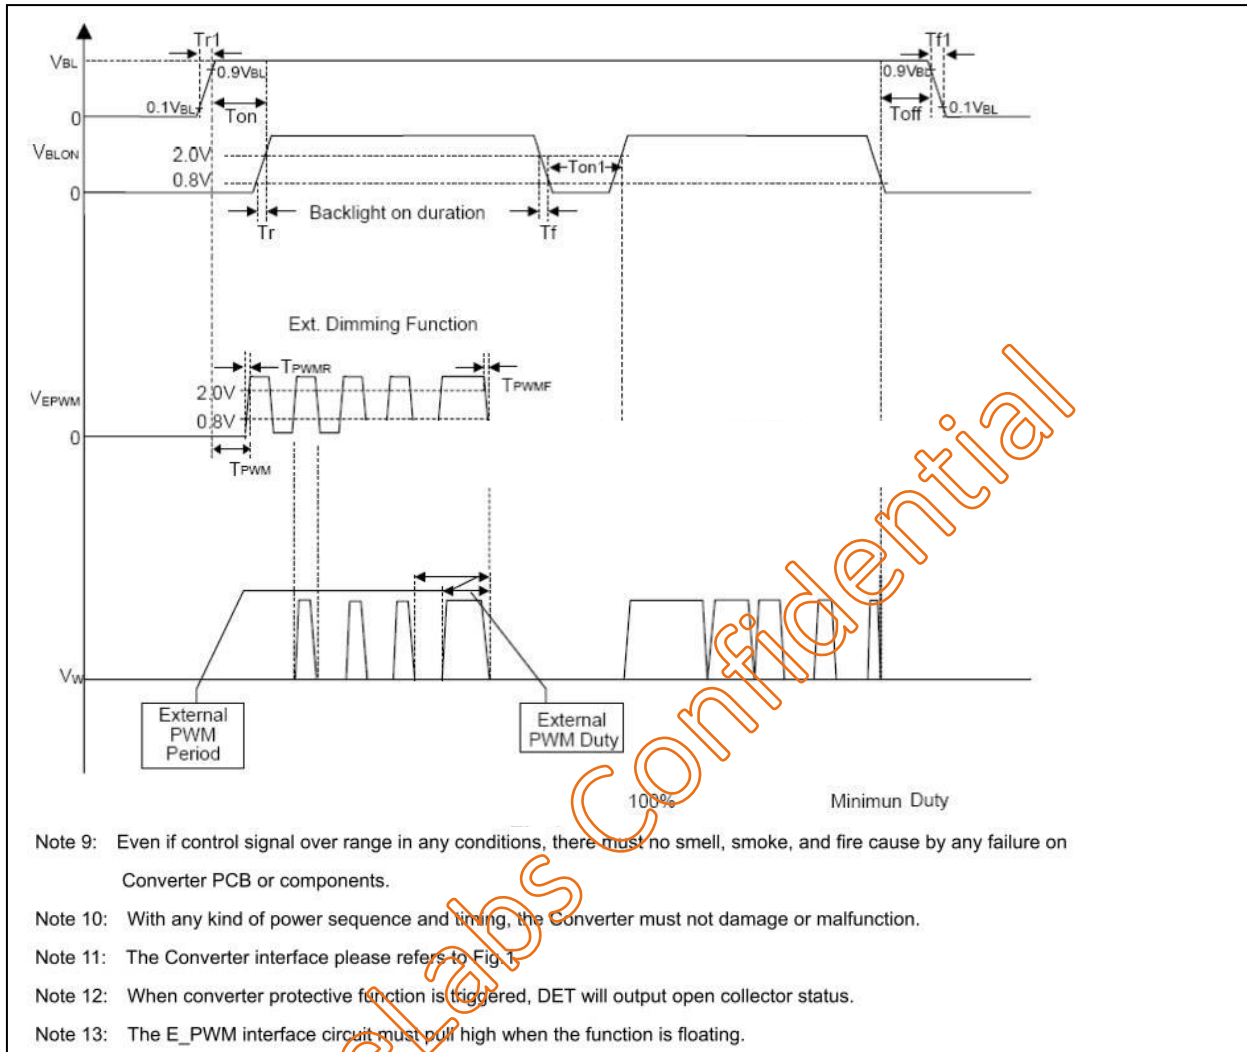 Tr1
Tf1
VBL
0.9VBL
0.9VBL
0.1VBL
Ton
Toff
0.1VBL
0
VBLON
2.0V
Ton1
0.8V
0
Backlight on duration
Tr
Tf
Ext. Dimming Function
TPWMR
TPWMF
2.0V
VEPWM
0.8V
0
TPWM
VW
External
PWM
Period
External
PWM Duty
100%
Minimun Duty
Note 9: Even if control signal over range in any conditions, there must no smell, smoke, and fire cause by any failure on
Converter PCB or components.
Note 10: With any kind of power sequence and timing, the Converter must not damage or malfunction.
Note 11: The Converter interface please refers to Fig.1
Note 12: When converter protective function is triggered, DET will output open collector status.
Note 13: The E_PWM interface circuit must pull high when the function is floating.
eLabs Confidential